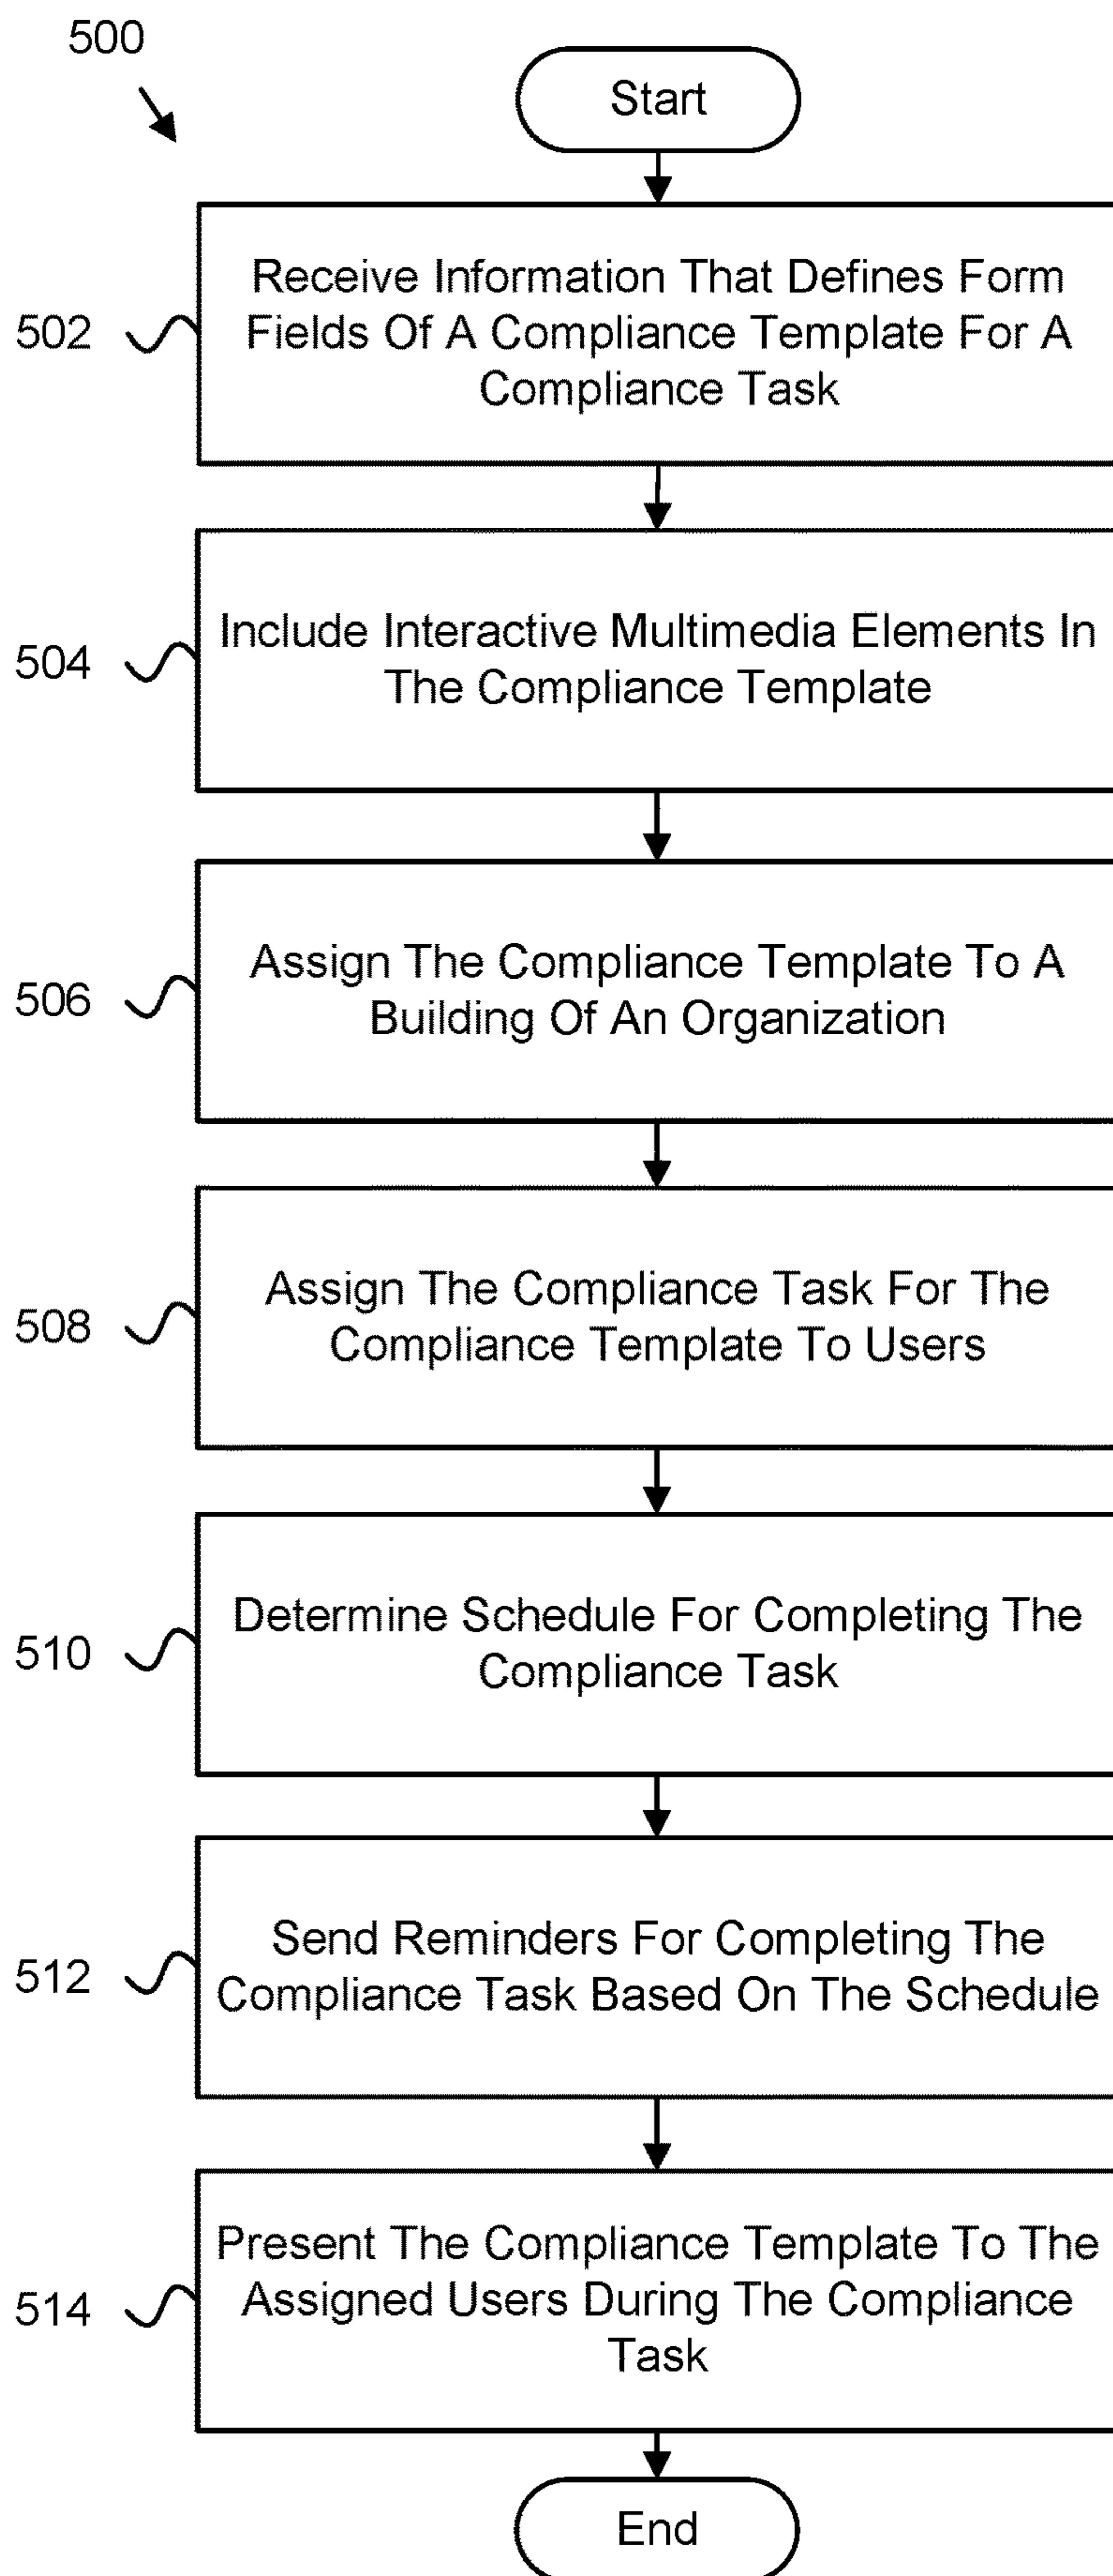 500
Start
502
Receive Information That Defines Form
Fields Of A Compliance Template For A
Compliance Task
504
Include Interactive Multimedia Elements In
The Compliance Template
506
Assign The Compliance Template To A
Building Of An Organization
508
Assign The Compliance Task For The
Compliance Template To Users
510
Determine Schedule For Completing The
Compliance Task
512
Send Reminders For Completing The
Compliance Task Based On The Schedule
514
Present The Compliance Template To The
Assigned Users During The Compliance
Task
End